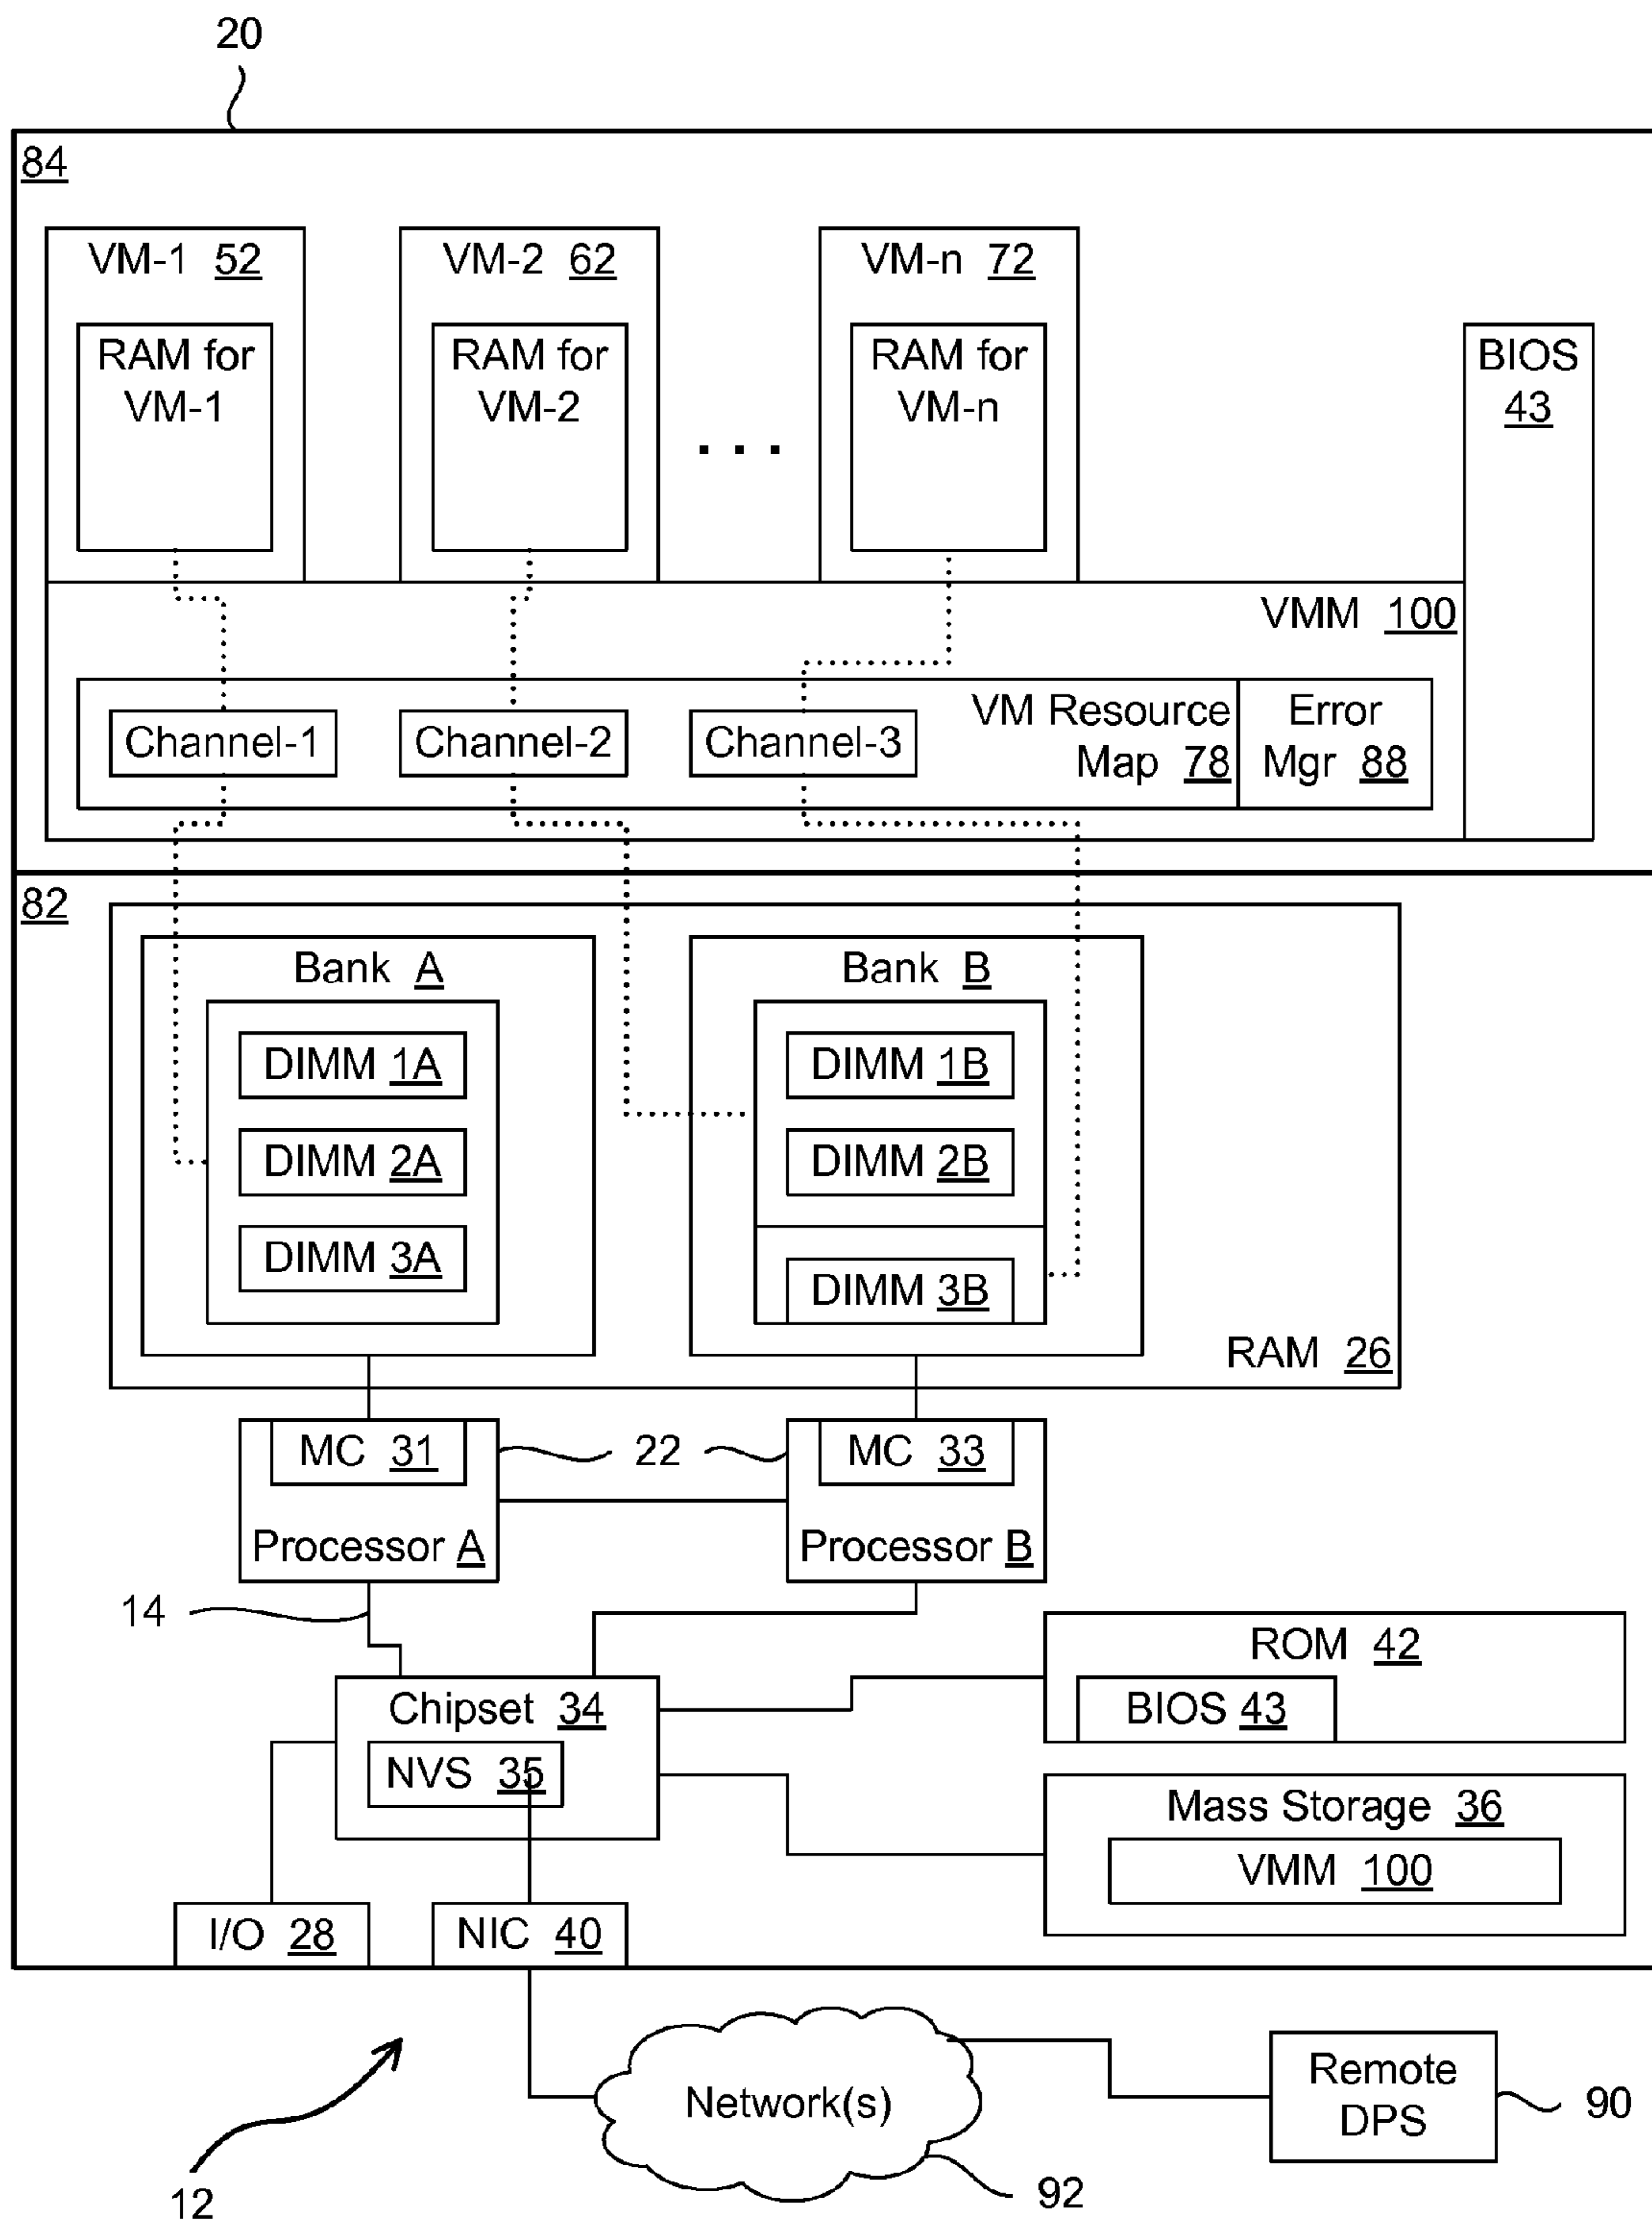 20
84
VM-1 52
VM-2 62
VM-n 72
RAM for
VM-1
RAM for
VM-2
RAM for
VM-n
. . .
BIOS
43
VMM 100
Channel-1
Channel-2
Channel-3
VM Resource
Map 78
Error
Mgr 88
82
Bank A
Bank B
DIMM 1A
DIMM 2A
DIMM 3A
DIMM 1B
DIMM 2B
DIMM 3B
RAM 26
MC 31
22
MC 33
Processor A
Processor B
14
ROM 42
BIOS 43
Chipset 34
NVS 35
Mass Storage 36
VMM 100
I/O 28
NIC 40
Network(s)
Remote
DPS
90
12
92